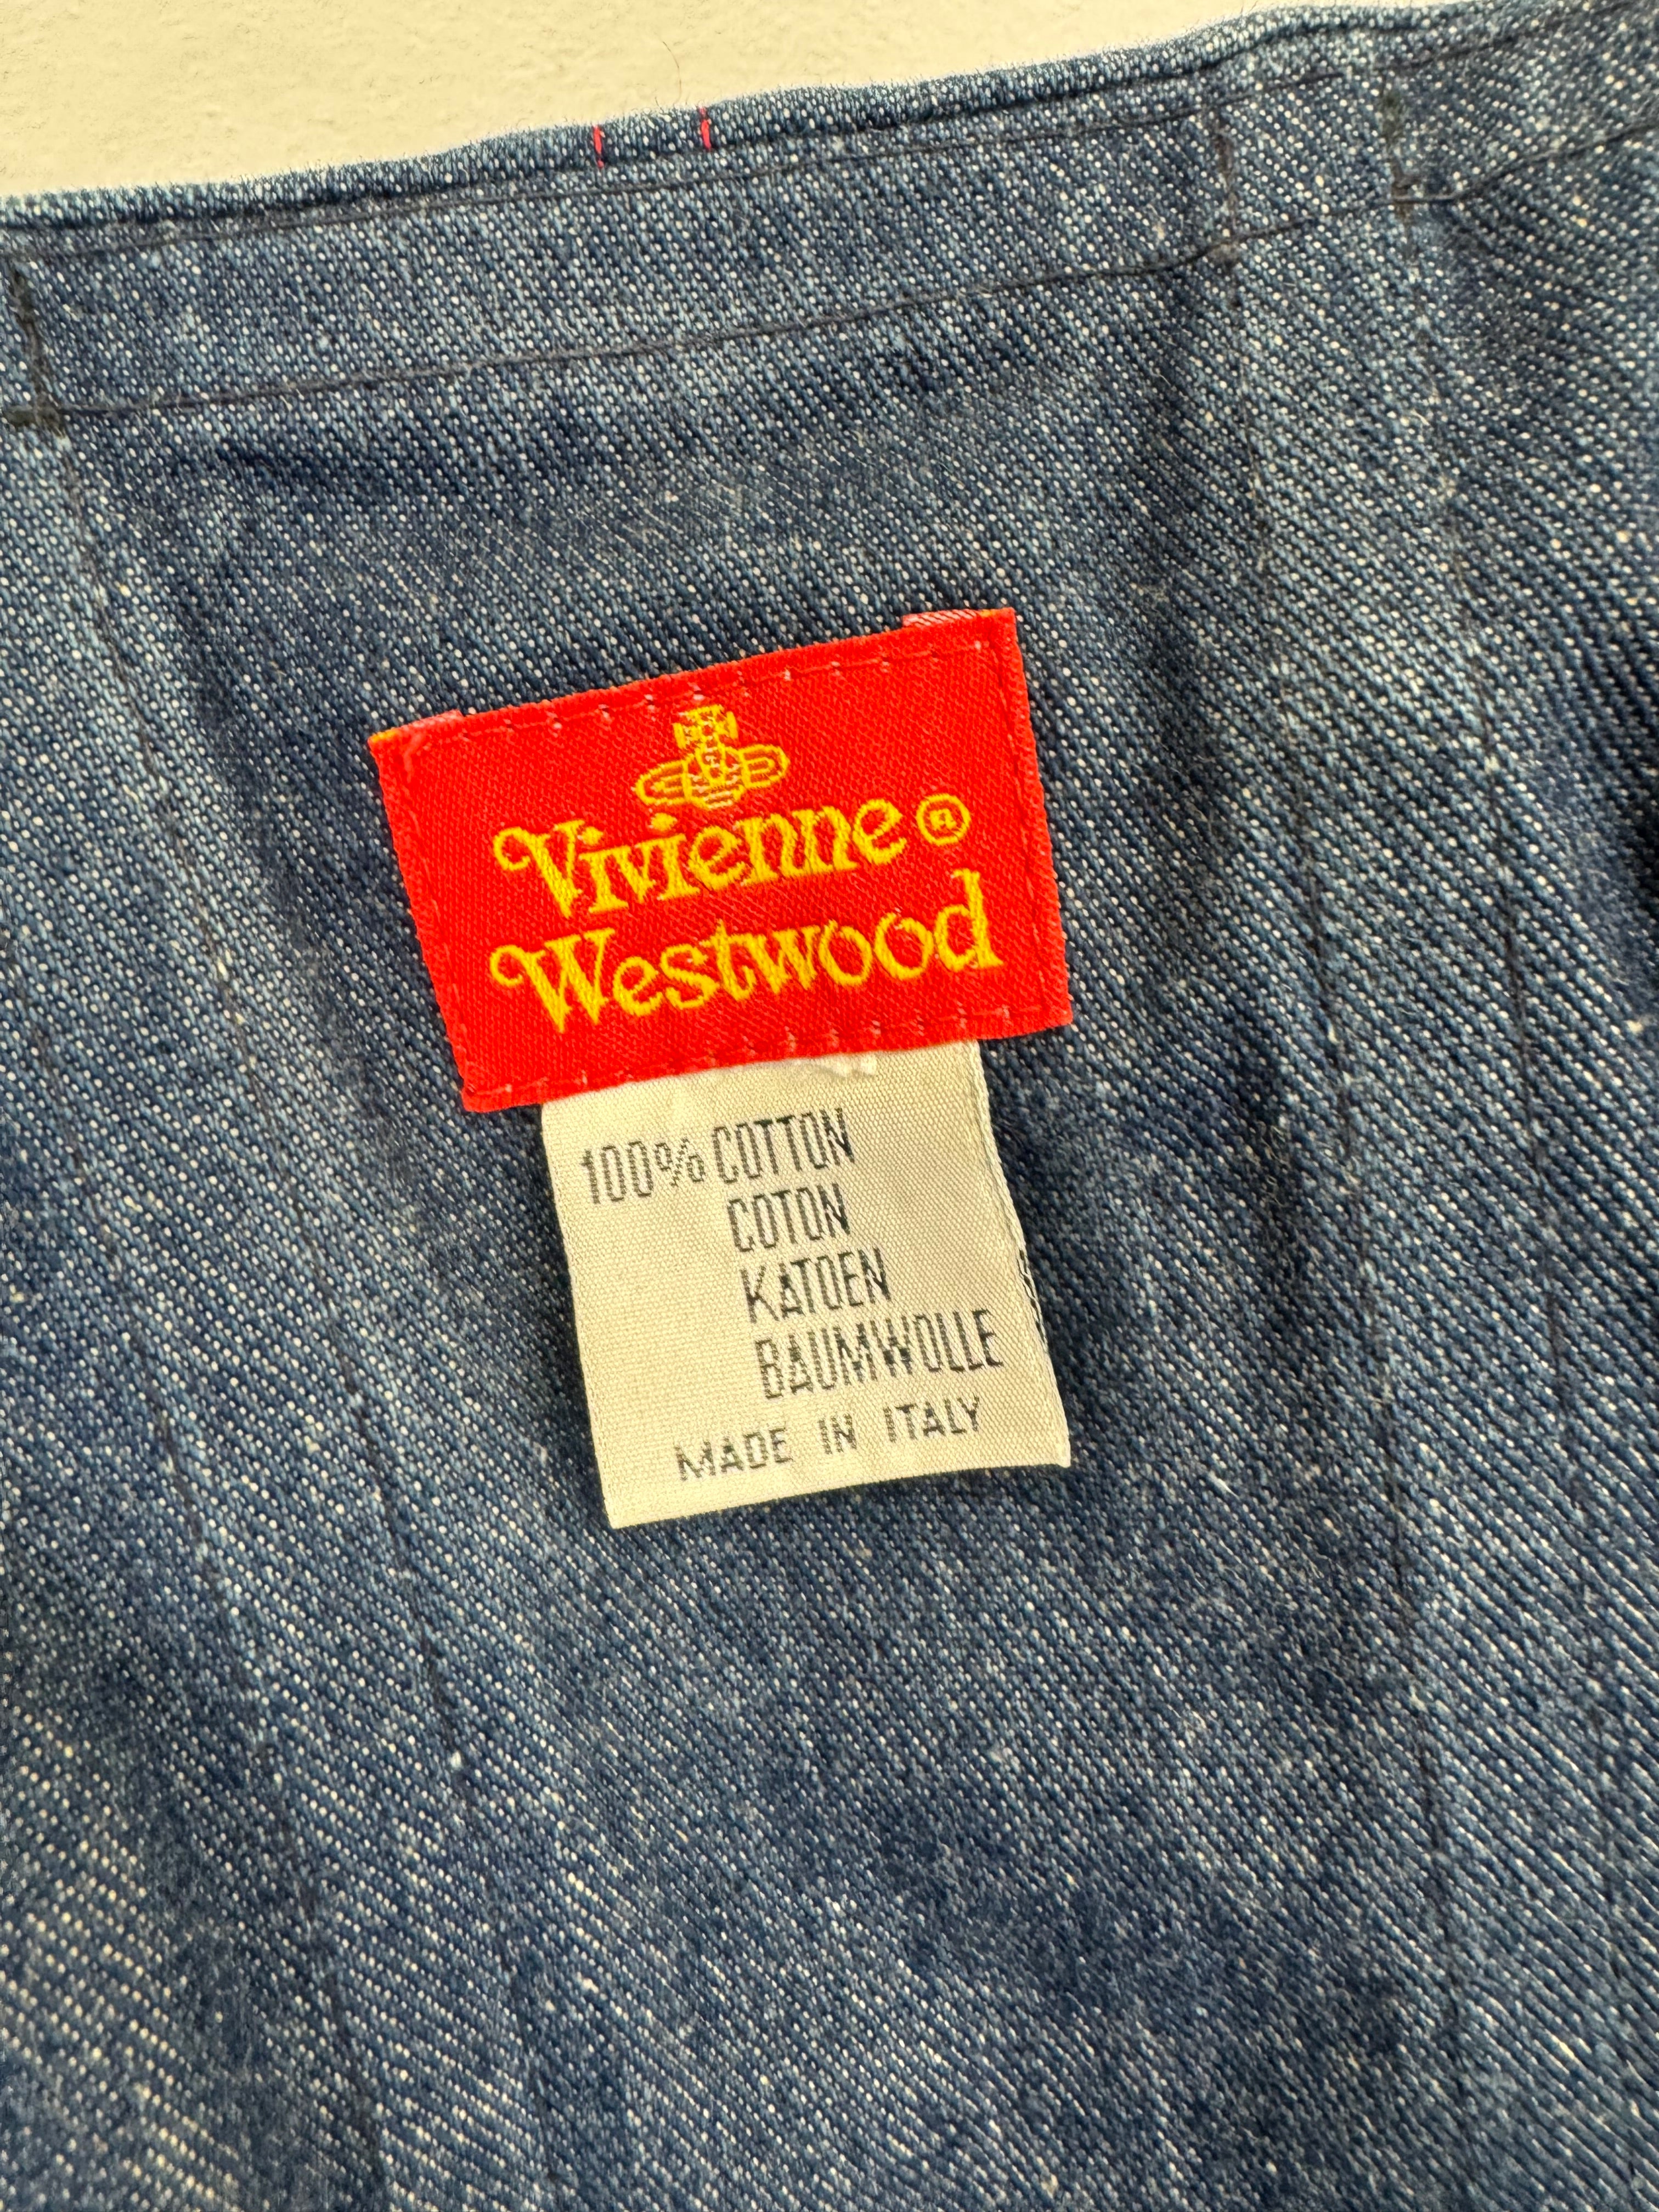 Vivienne ®
Westwood
100% COTTON
COTON
KATOEN
BAUMWOLLE
MADE IN ITALY